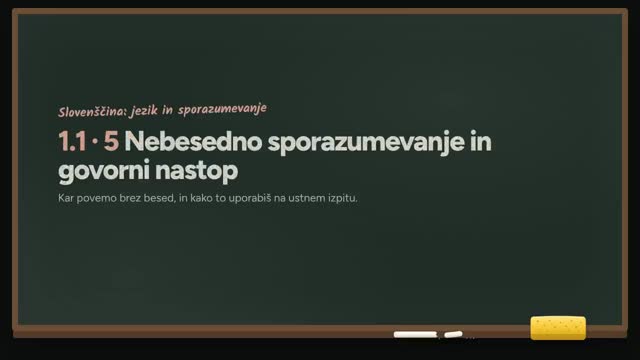 Slovenščina: jezik in sporazumevanje
1.1 · 5 Nebesedno sporazumevanje in
govorni nastop
Kar povemo brez besed, in kako to uporabiš na ustnem izpitu.